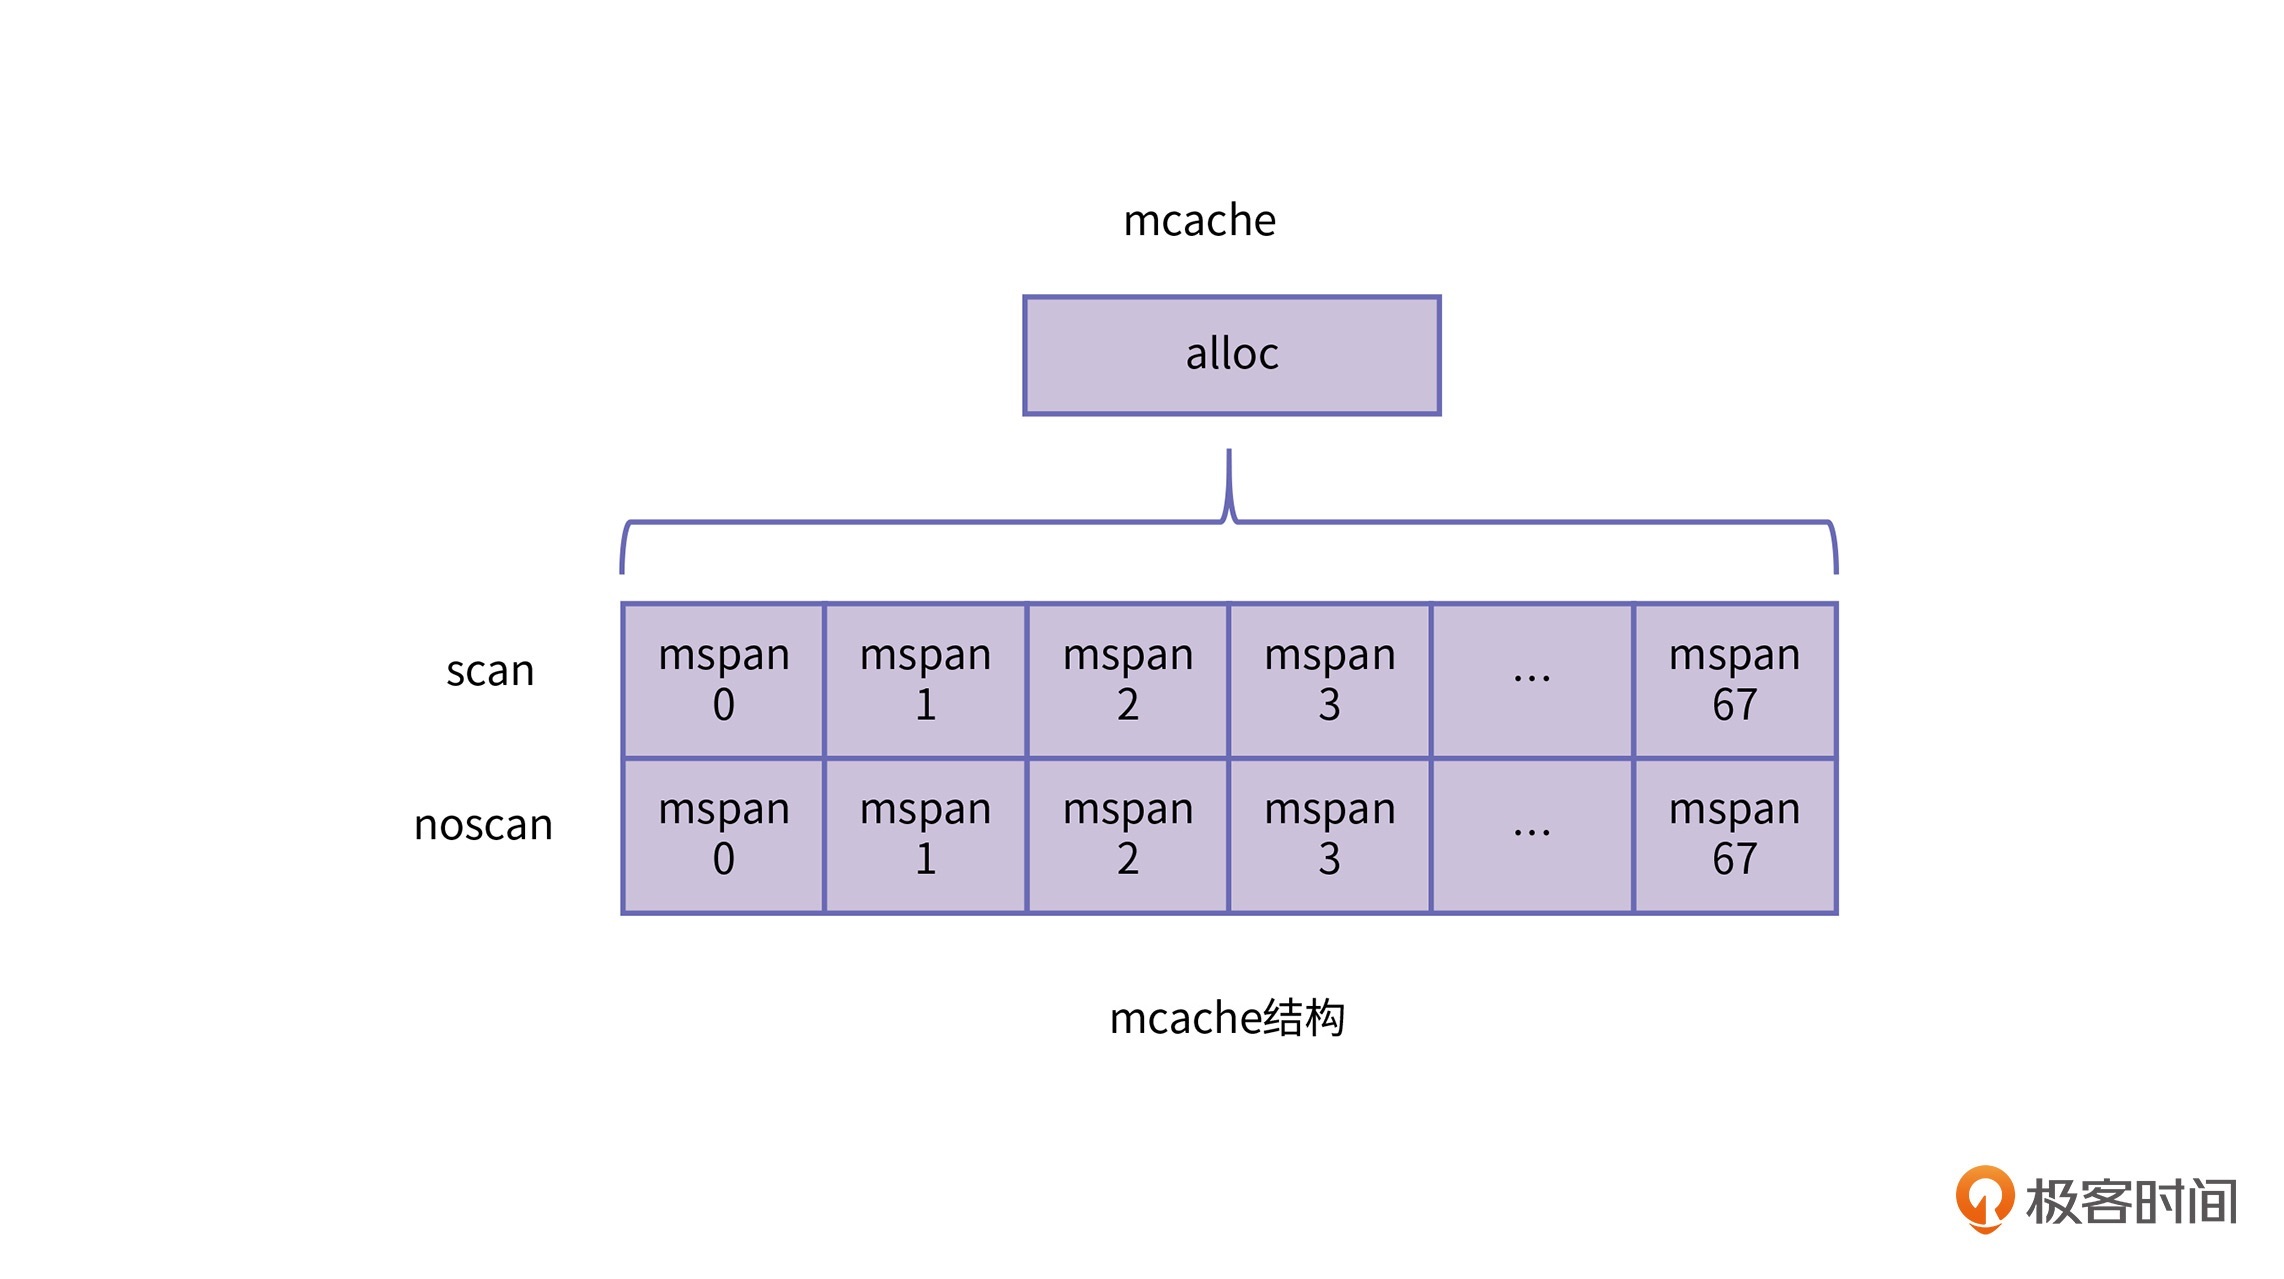 mcache
alloc
scan
mspan 0
mspan 1
mspan 2
mspan 3
...
mspan 67
noscan
mspan 0
mspan 1
mspan 2
mspan 3
...
mspan 67
mcache结构
极客时间